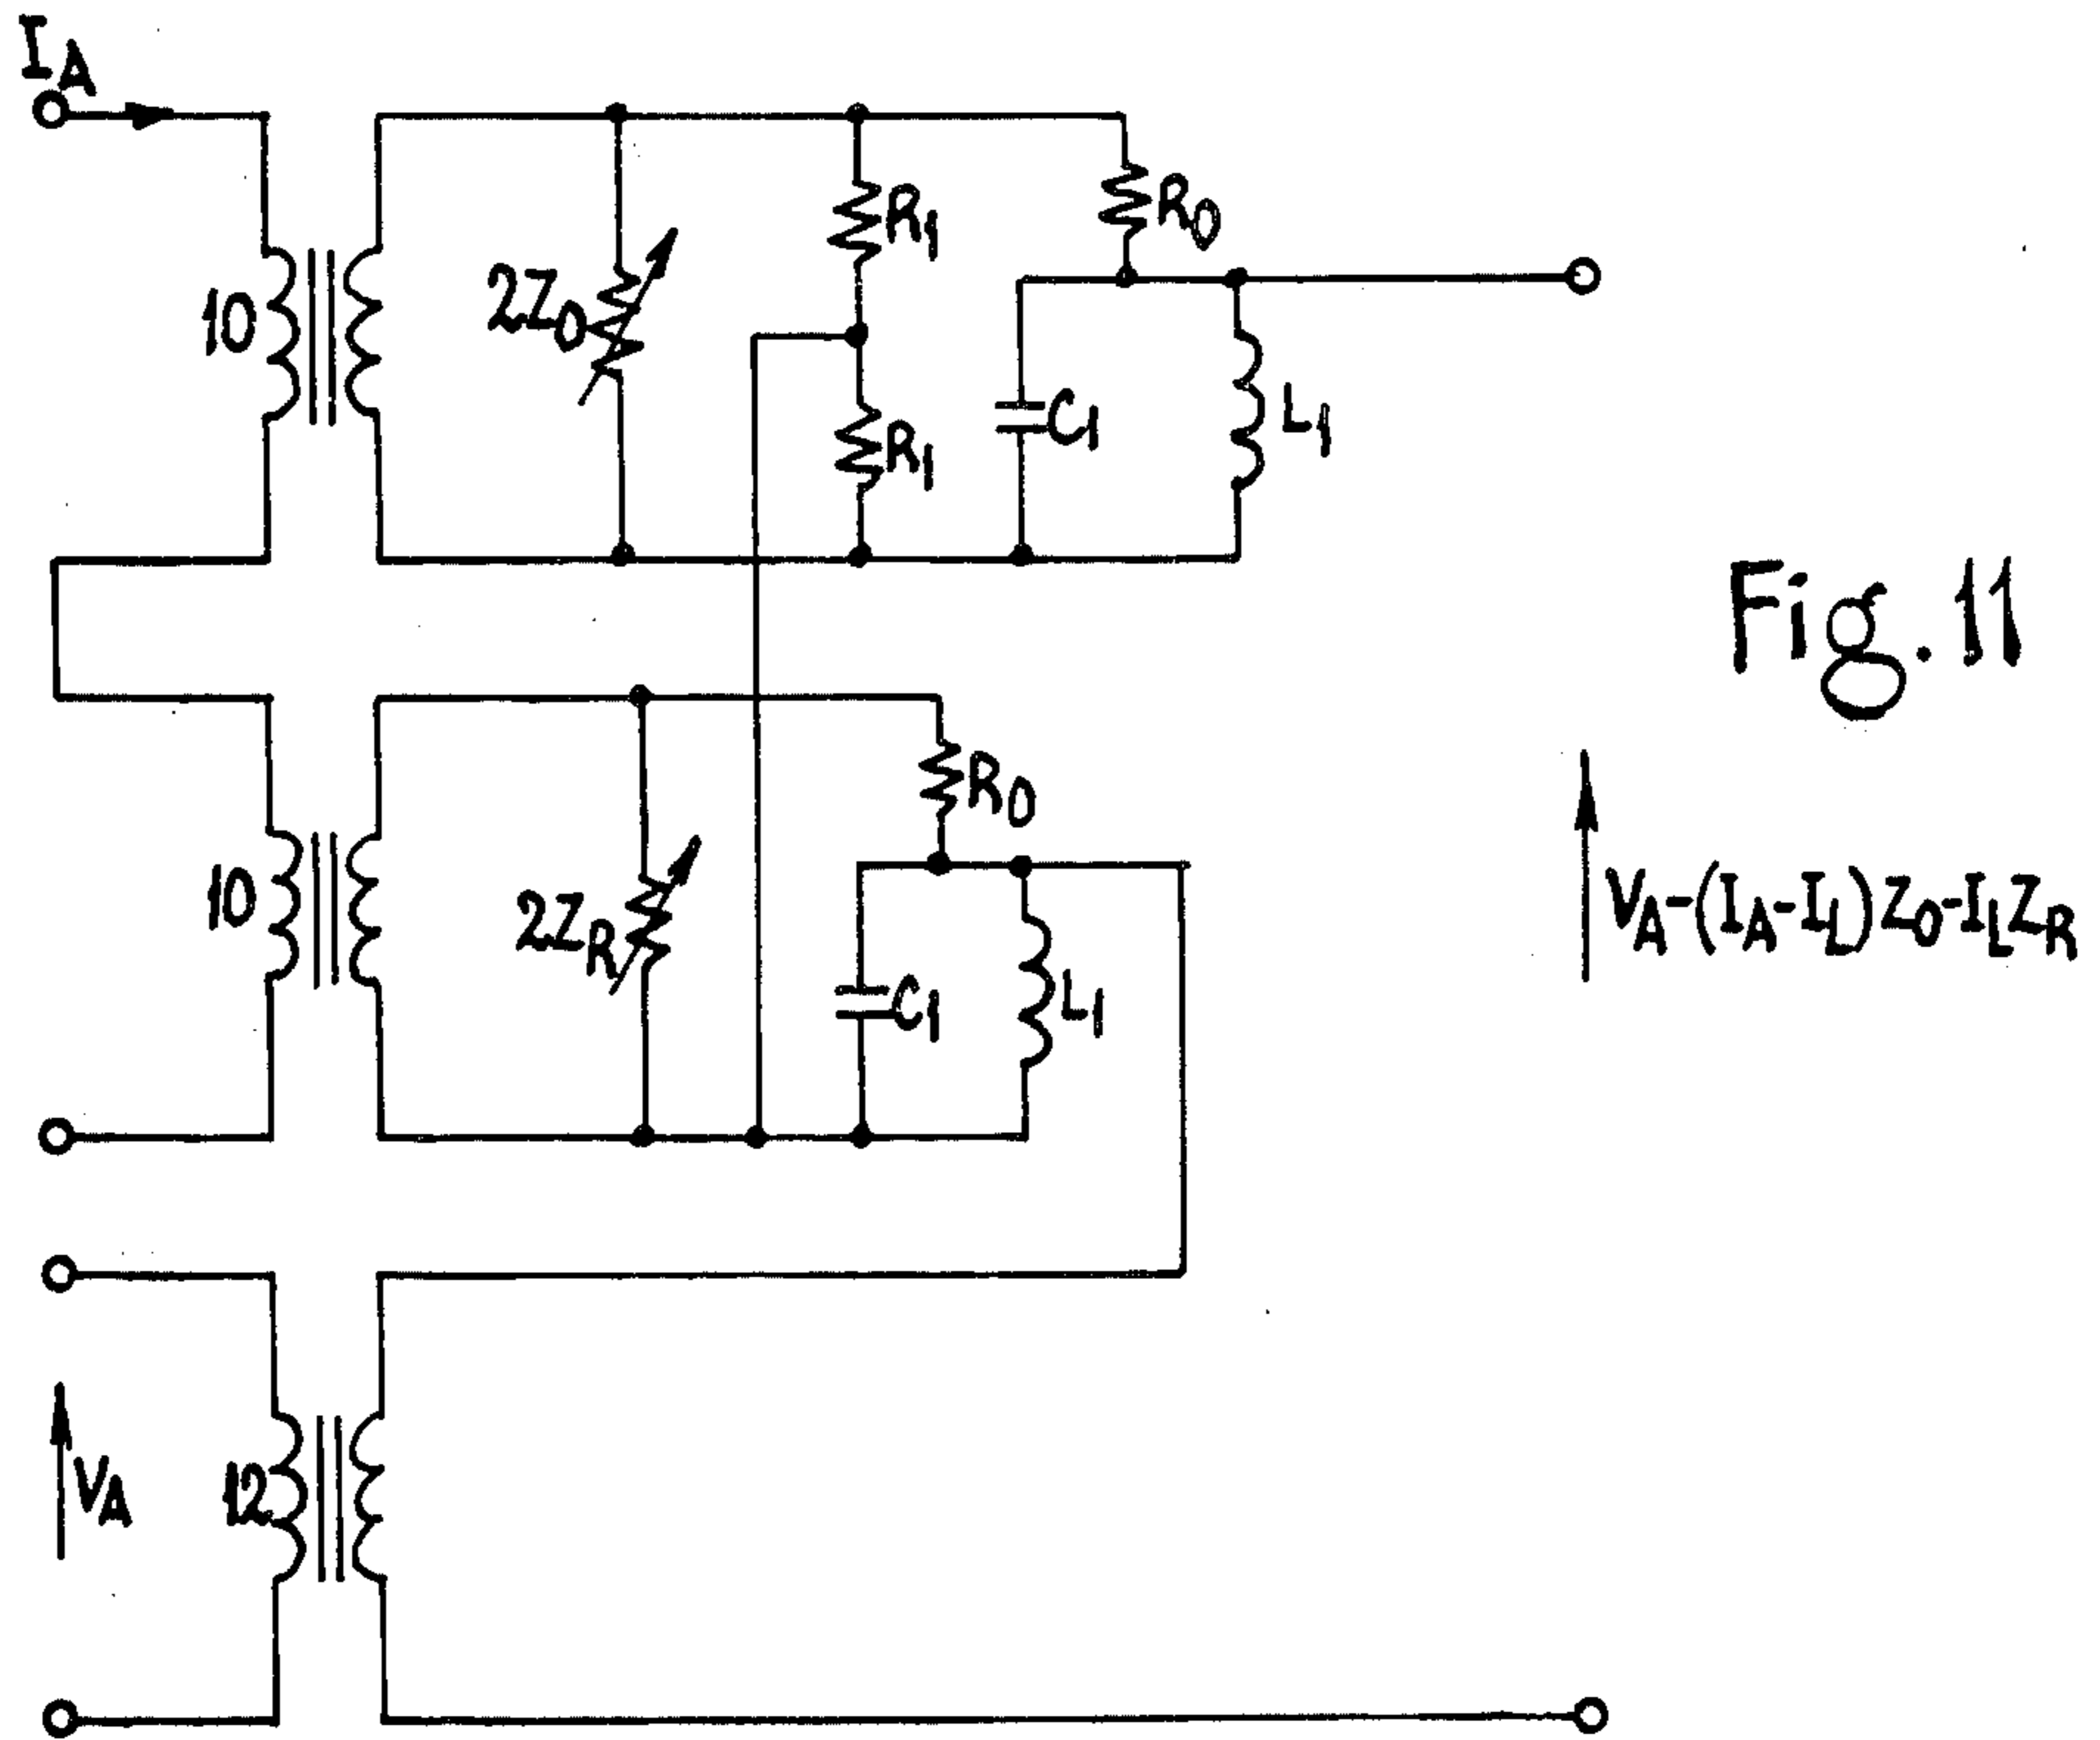 IA
10
2Z0
R1
R0
R1
C1
L1
Fig. 11
10
2ZR
R0
C1
L1
VA-(IA-IL)Z0-ILZR
VA
12